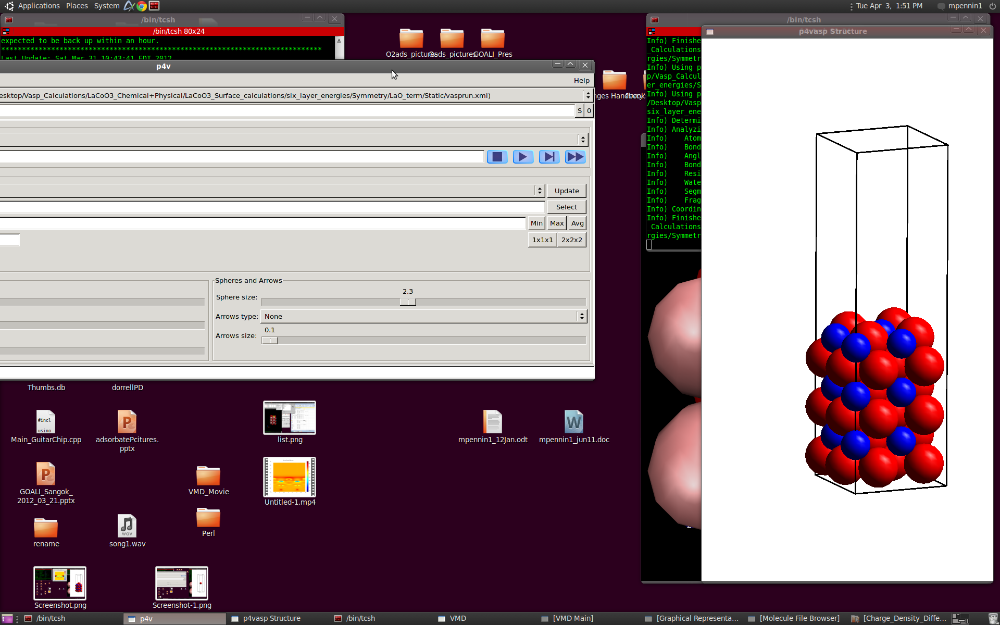 Applications Places System
Tue Apr 3, 1:51 PM
mpennin1
/bin/tcsh
/bin/tcsh 80x24
expected to be back up within an hour.
*****************************************************************************
Last Update: Sat Mar 31 10:43:41 EDT 2012
O2ads_pictures
GOALI_Pres
/bin/tcsh
p4vasp Structure
Info) Finishe
_Calculations
rgies/Symmetr
Info) Using p
p/Vasp_Calcul
er_energies/S
Info) Using p
/Desktop/Vasp
six_layer_ene
Info) Determi
Info) Analyzi
Info) Atom
Info) Bond
Info) Angl
Info) Bond
Info) Resi
Info) Wate
Info) Segm
Info) Frag
Info) Coordin
Info) Finishe
_Calculations
rgies/Symmetr
p4v
Help
esktop/Vasp_Calculations/LaCoO3_Chemical+Physical/LaCoO3_Surface_calculations/six_layer_energies/Symmetry/LaO_term/Static/vasprun.xml)
S 0
Update
Select
Min Max Avg
1x1x1 2x2x2
Spheres and Arrows
2.3
Sphere size:
Arrows type: None
0.1
Arrows size:
Thumbs.db
dorrellPD
#incl
using
Main_GuitarChip.cpp
adsorbatePcitures.
pptx
list.png
mpennin1_12Jan.odt
mpennin1_jun11.doc
GOALI_Sangok_
2012_03_21.pptx
VMD_Movie
Untitled-1.mp4
rename
wav
song1.wav
Perl
Screenshot.png
Screenshot-1.png
/bin/tcsh
p4v
p4vasp Structure
/bin/tcsh
VMD
[VMD Main]
[Graphical Representa...
[Molecule File Browser]
[Charge_Density_Diffe...